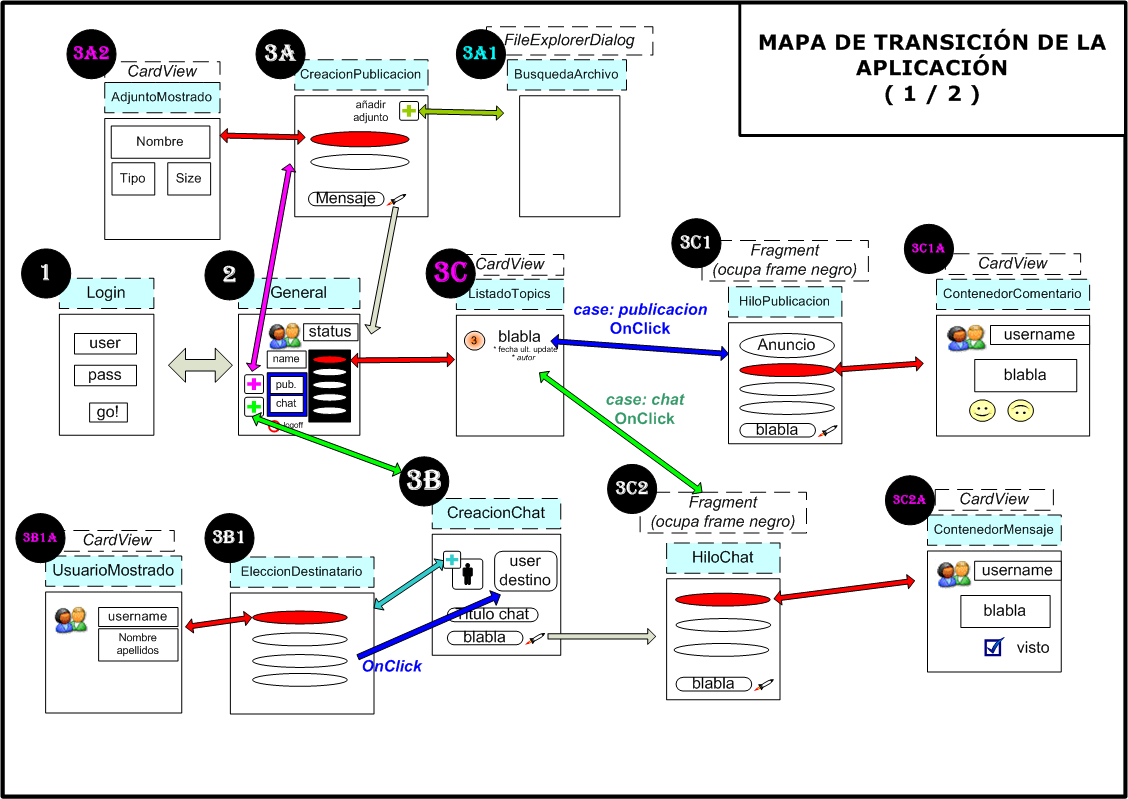 MAPA DE TRANSICIÓN DE LA
APLICACIÓN
( 1 / 2 )
3A2
CardView
AdjuntoMostrado
Nombre
Tipo
Size
3A
CreacionPublicacion
añadir
adjunto
Mensaje
3A1
FileExplorerDialog
BusquedaArchivo
1
Login
user
pass
go!
2
General
status
name
pub.
chat
logoff
3C
CardView
ListadoTopics
3
blabla
* fecha ult. update
* autor
case: publicacion
OnClick
case: chat
OnClick
3C1
Fragment
(ocupa frame negro)
HiloPublicacion
Anuncio
blabla
3C1A
CardView
ContenedorComentario
username
blabla
3B1A
CardView
UsuarioMostrado
username
Nombre
apellidos
3B1
EleccionDestinatario
OnClick
3B
CreacionChat
user
destino
Titulo chat
blabla
3C2
Fragment
(ocupa frame negro)
HiloChat
blabla
3C2A
CardView
ContenedorMensaje
username
blabla
visto